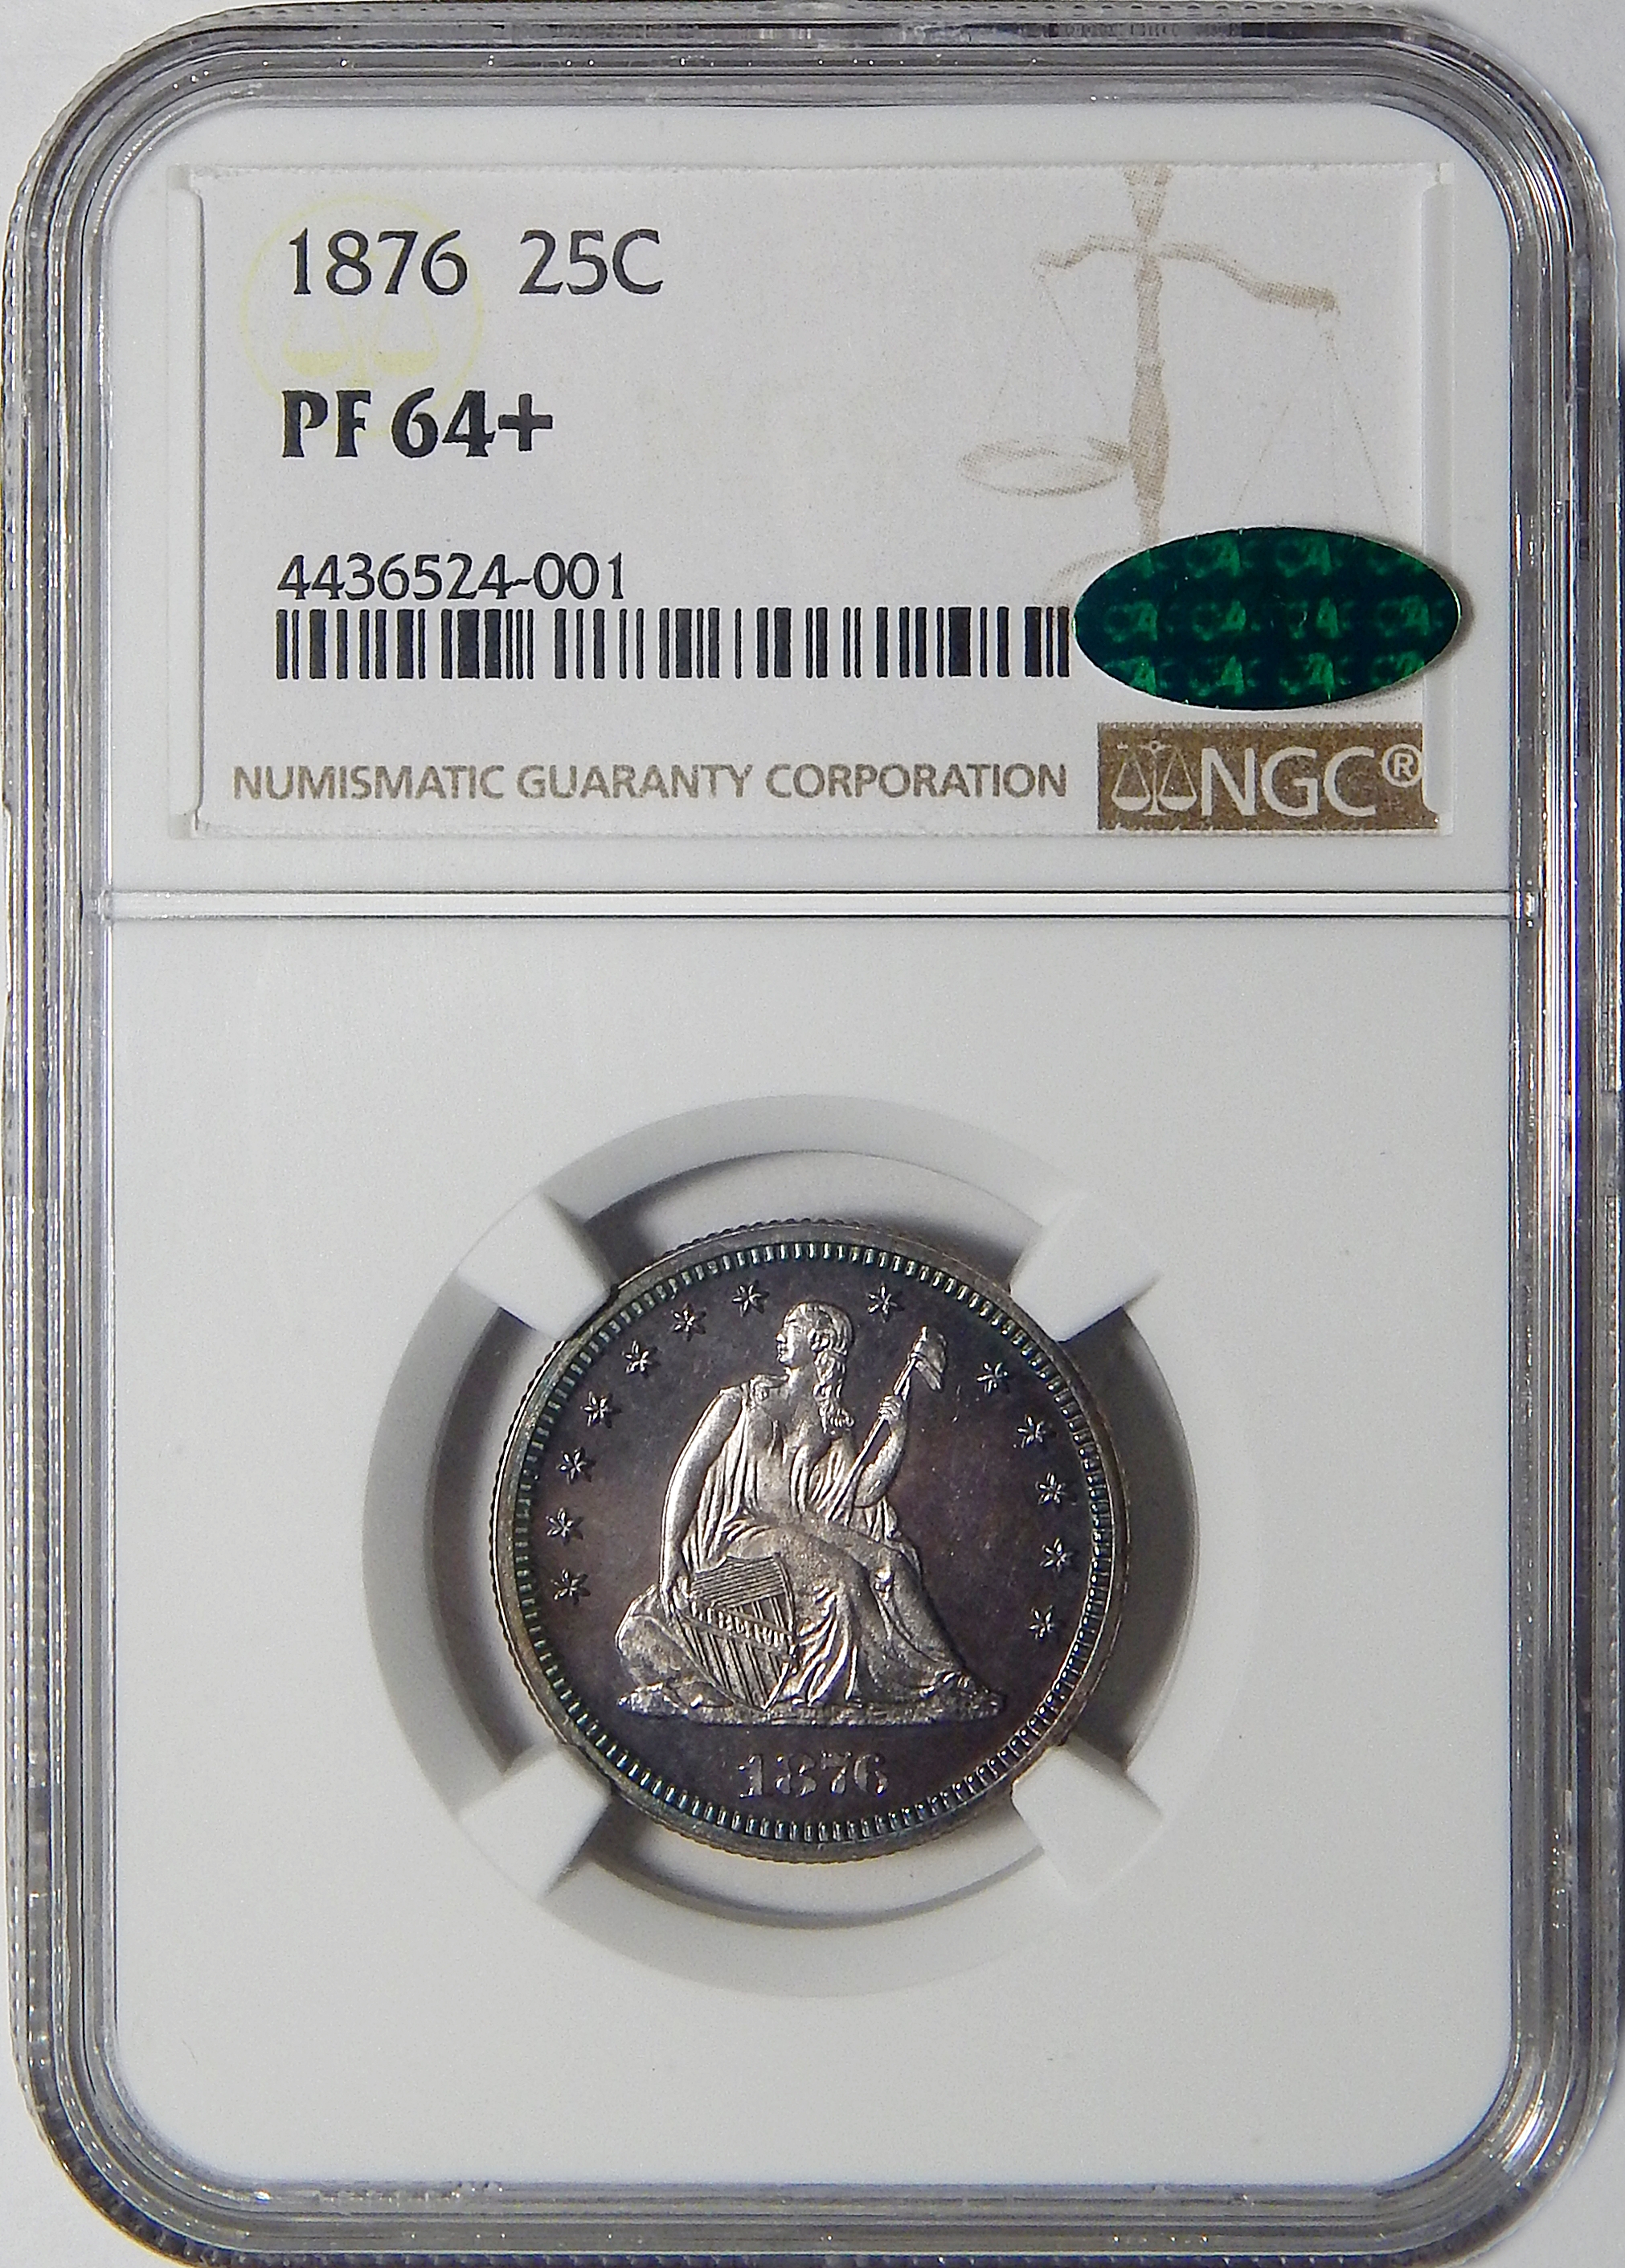 1876 25C
PF 64+
4436524-001
NUMISMATIC GUARANTY CORPORATION
NGC®
1876